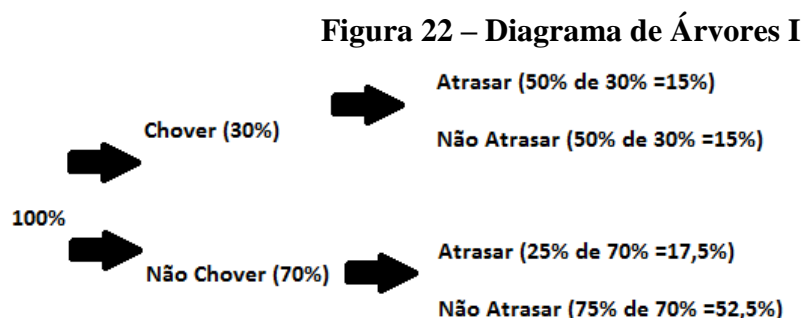 Figura 22 – Diagrama de Árvores I
Atrasar (50% de 30% =15%)
Chover (30%)
Não Atrasar (50% de 30% =15%)
100%
Atrasar (25% de 70% =17,5%)
Não Chover (70%)
Não Atrasar (75% de 70% =52,5%)